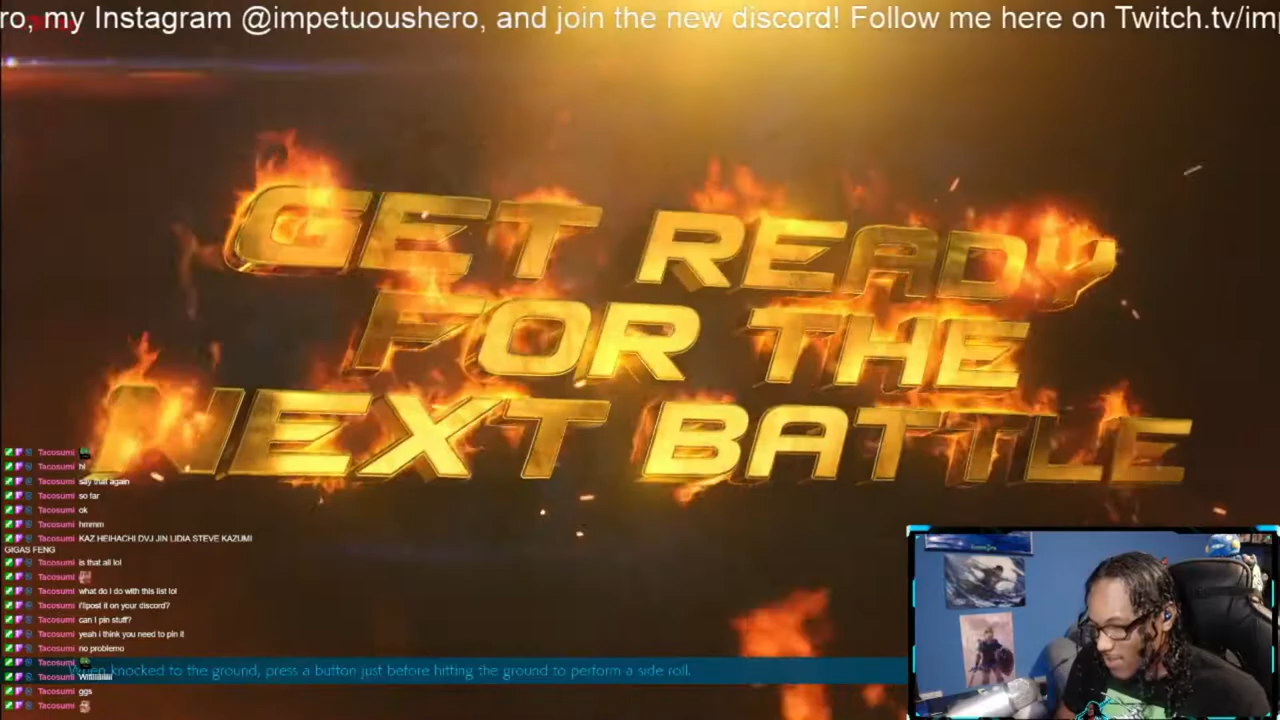 ro, my Instagram @impetuoushero, and join the new discord! Follow me here on Twitch.tv/imp
GET READY
FOR THE
NEXT BATTLE
Tacosumi
Tacosumi hi
Tacosumi say that again
Tacosumi so far
Tacosumi ok
Tacosumi hmmm
Tacosumi KAZ HEIHACHI DVJ JIN LIDIA STEVE KAZUMI
GIGAS FENG
Tacosumi is that all lol
Tacosumi
Tacosumi what do I do with this list lol
Tacosumi i'llpost it on your discord?
Tacosumi can I pin stuff?
Tacosumi yeah i think you need to pin it
Tacosumi no problemo
Tacosumi
When knocked to the ground, press a button just before hitting the ground to perform a side roll.
Tacosumi
Tacosumi ggs
Tacosumi